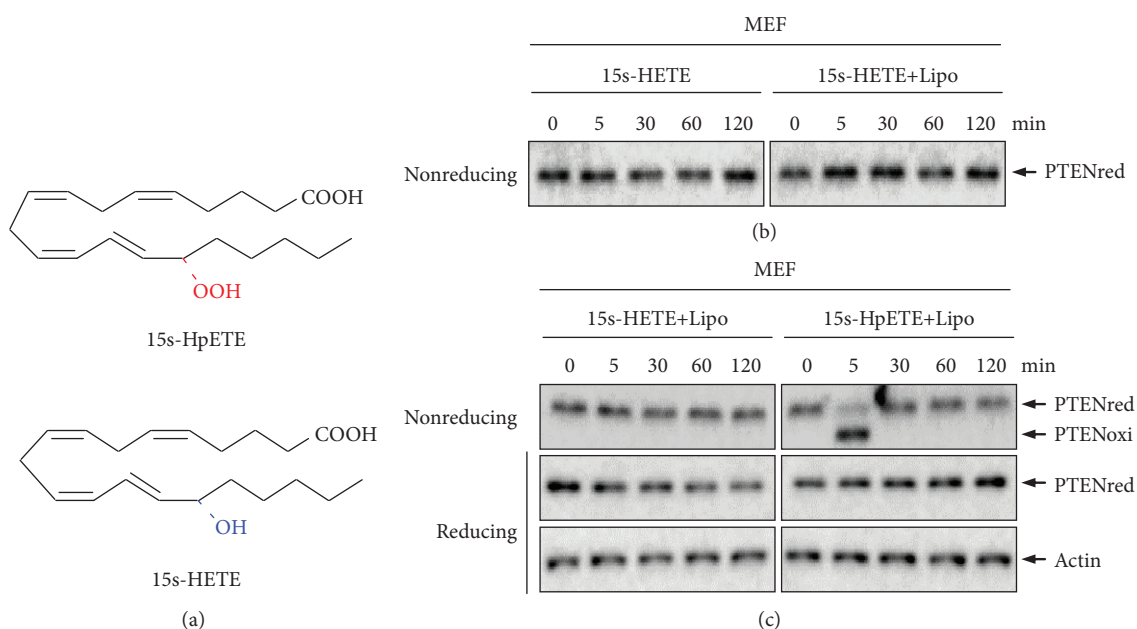 COOH
OOH
15s-HpETE
COOH
OH
15s-HETE
(a)
MEF
15s-HETE 15s-HETE+Lipo
0 5 30 60 120 0 5 30 60 120 min
Nonreducing PTENred
(b)
MEF
15s-HETE+Lipo 15s-HpETE+Lipo
0 5 30 60 120 0 5 30 60 120 min
Nonreducing PTENred
PTENoxi
PTENred
Reducing
Actin
(c)